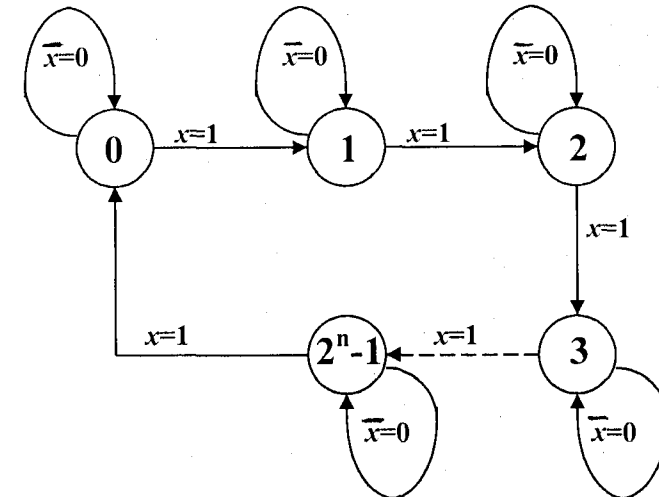 x̅=0 x̅=0 x̅=0
0 x=1 1 x=1 2
x=1
x=1 2ⁿ-1 x=1 3
x̅=0 x̅=0